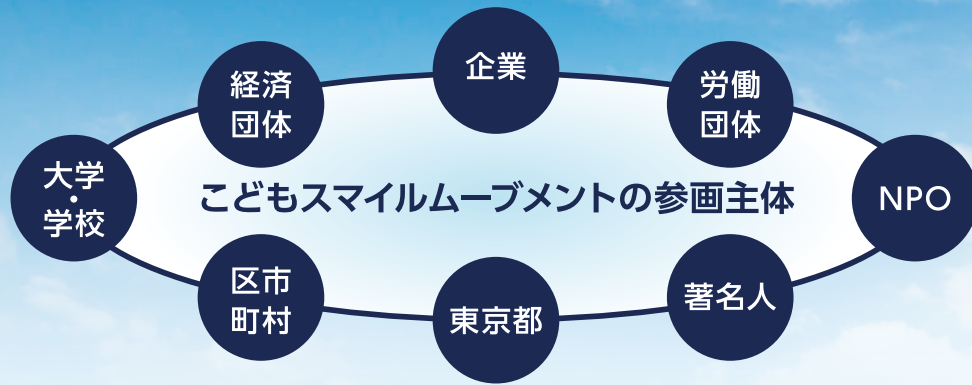 企業
経済
団体
労働
団体
大学
・
学校
こどもスマイルムーブメントの参画主体
NPO
区市
町村
東京都
著名人